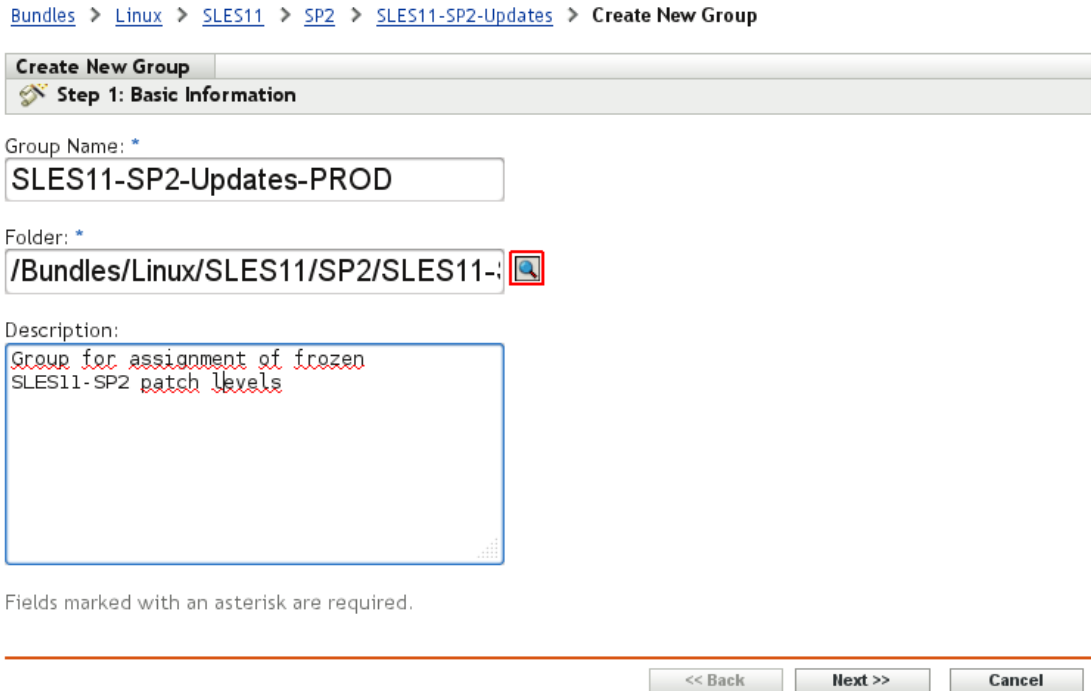 Bundles > Linux > SLES11 > SP2 > SLES11-SP2-Updates > Create New Group
Create New Group
Step 1: Basic Information
Group Name: *
SLES11-SP2-Updates-PROD
Folder: *
/Bundles/Linux/SLES11/SP2/SLES11-
Description:
Group for assignment of frozen
SLES11-SP2 patch levels
Fields marked with an asterisk are required.
<< Back Next >> Cancel